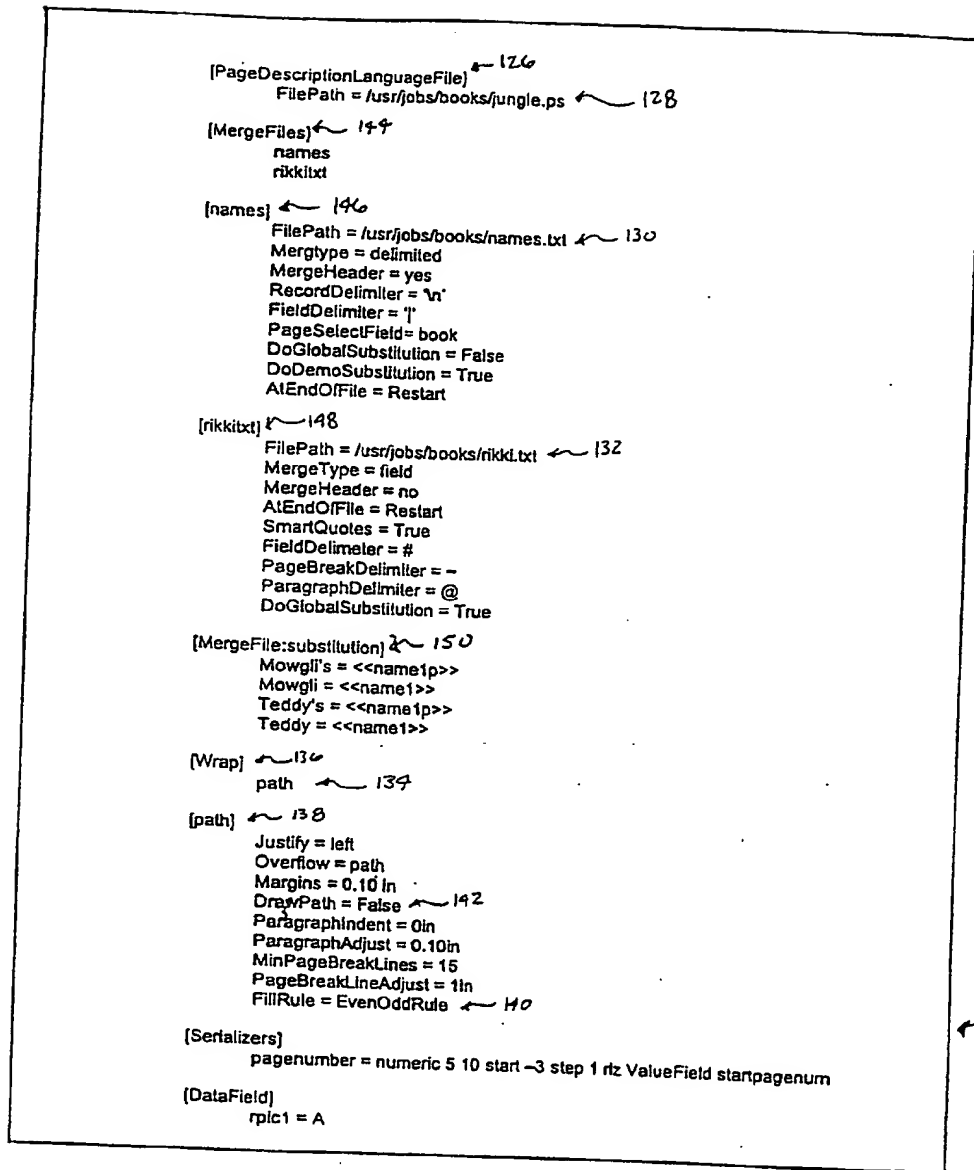 [PageDescriptionLanguageFile] 126
FilePath = /usr/jobs/books/jungle.ps 128
[MergeFiles] 144
names
rikkitxt
[names] 146
FilePath = /usr/jobs/books/names.txt 130
Mergtype = delimited
MergeHeader = yes
RecordDelimiter = '\n'
FieldDelimiter = '|'
PageSelectField= book
DoGlobalSubstitution = False
DoDemoSubstitution = True
AtEndOfFile = Restart
[rikkitxt] 148
FilePath = /usr/jobs/books/rikki.txt 132
MergeType = field
MergeHeader = no
AtEndOfFile = Restart
SmartQuotes = True
FieldDelimeter = #
PageBreakDelimiter = ~
ParagraphDelimiter = @
DoGlobalSubstitution = True
[MergeFile:substitution] 150
Mowgli's = <<name1p>>
Mowgli = <<name1>>
Teddy's = <<name1p>>
Teddy = <<name1>>
[Wrap] 136
path 134
[path] 138
Justify = left
Overflow = path
Margins = 0.10 in
DrawPath = False 142
ParagraphIndent = 0in
ParagraphAdjust = 0.10in
MinPageBreakLines = 15
PageBreakLineAdjust = 1in
FillRule = EvenOddRule 140
[Serializers]
pagenumber = numeric 5 10 start –3 step 1 rlz ValueField startpagenum
[DataField]
rpic1 = A